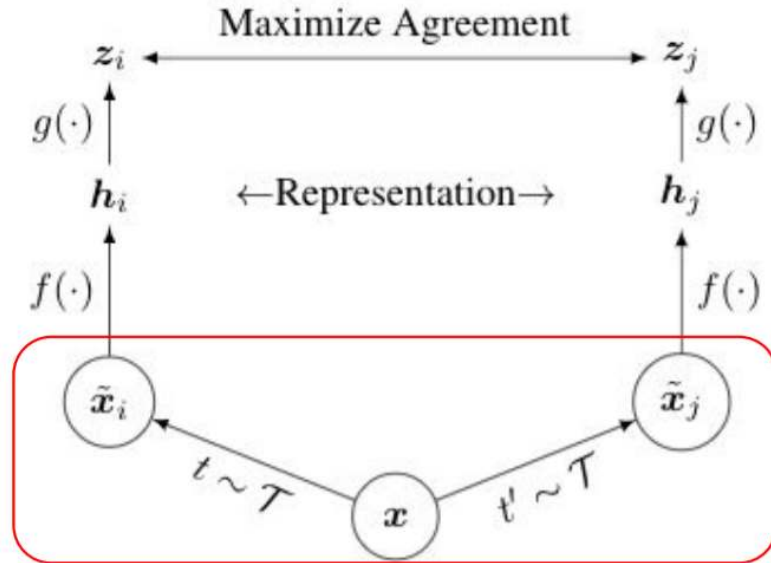 Maximize Agreement
z_i z_j
g(·) g(·)
h_i ←Representation→ h_j
f(·) f(·)
x̃_i x̃_j
t ∼ 𝒯 t′ ∼ 𝒯
x